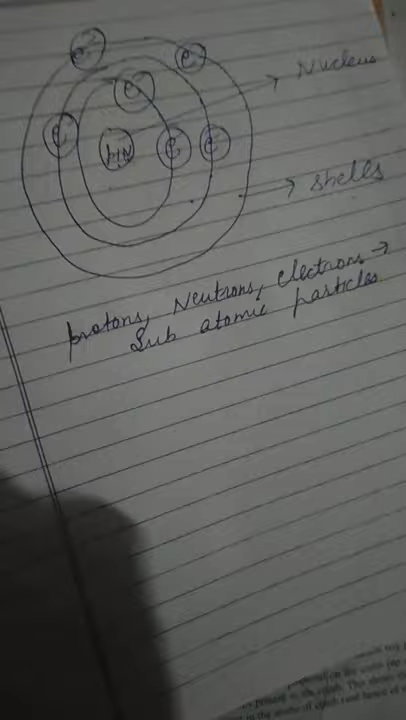 e⁻
e⁻
Nucleus
e⁻
e⁻
e⁻
e⁻
shells
protons, Neutrons, electrons →
Sub atomic particles